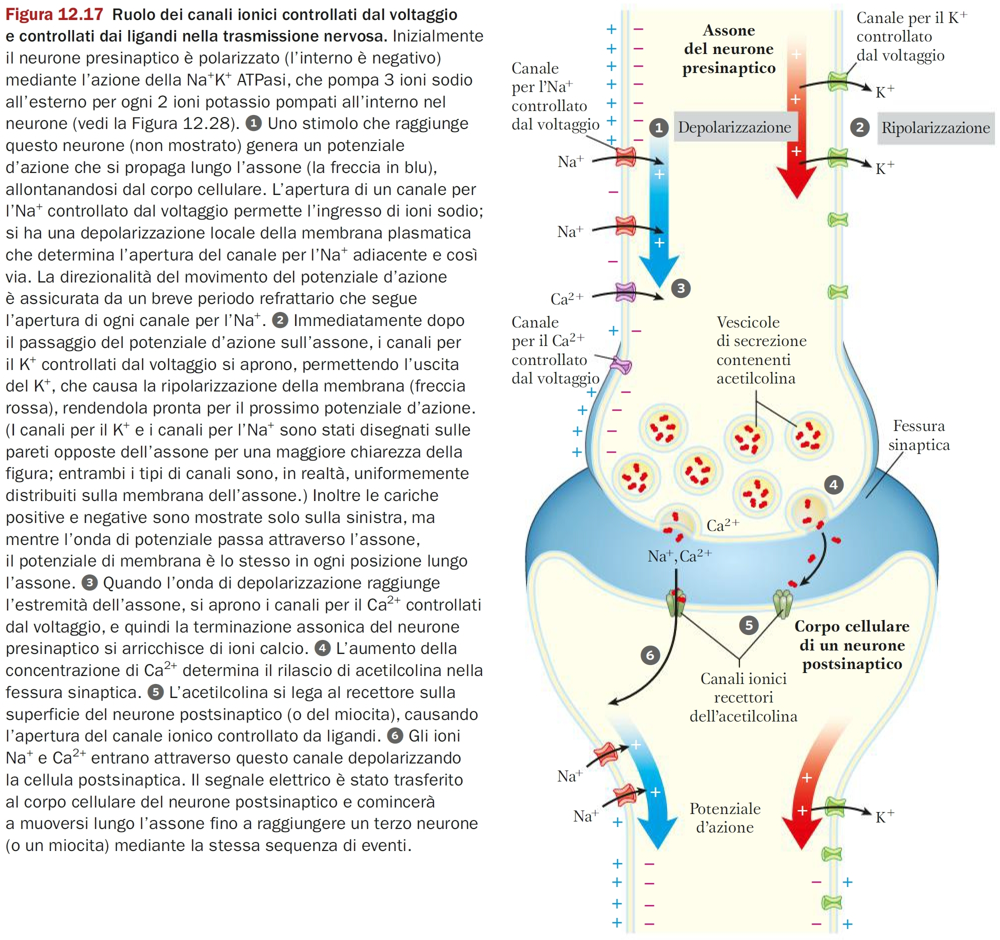 Figura 12.17 Ruolo dei canali ionici controllati dal voltaggio
e controllati dai ligandi nella trasmissione nervosa. Inizialmente
il neurone presinaptico è polarizzato (l’interno è negativo)
mediante l’azione della Na⁺K⁺ ATPasi, che pompa 3 ioni sodio
all’esterno per ogni 2 ioni potassio pompati all’interno nel
neurone (vedi la Figura 12.28). 1 Uno stimolo che raggiunge
questo neurone (non mostrato) genera un potenziale
d’azione che si propaga lungo l’assone (la freccia in blu),
allontanandosi dal corpo cellulare. L’apertura di un canale per
l’Na⁺ controllato dal voltaggio permette l’ingresso di ioni sodio;
si ha una depolarizzazione locale della membrana plasmatica
che determina l’apertura del canale per l’Na⁺ adiacente e così
via. La direzionalità del movimento del potenziale d’azione
è assicurata da un breve periodo refrattario che segue
l’apertura di ogni canale per l’Na⁺. 2 Immediatamente dopo
il passaggio del potenziale d’azione sull’assone, i canali per
il K⁺ controllati dal voltaggio si aprono, permettendo l’uscita
del K⁺, che causa la ripolarizzazione della membrana (freccia
rossa), rendendola pronta per il prossimo potenziale d’azione.
(I canali per il K⁺ e i canali per l’Na⁺ sono stati disegnati sulle
pareti opposte dell’assone per una maggiore chiarezza della
figura; entrambi i tipi di canali sono, in realtà, uniformemente
distribuiti sulla membrana dell’assone.) Inoltre le cariche
positive e negative sono mostrate solo sulla sinistra, ma
mentre l’onda di potenziale passa attraverso l’assone,
il potenziale di membrana è lo stesso in ogni posizione lungo
l’assone. 3 Quando l’onda di depolarizzazione raggiunge
l’estremità dell’assone, si aprono i canali per il Ca²⁺ controllati
dal voltaggio, e quindi la terminazione assonica del neurone
presinaptico si arricchisce di ioni calcio. 4 L’aumento della
concentrazione di Ca²⁺ determina il rilascio di acetilcolina nella
fessura sinaptica. 5 L’acetilcolina si lega al recettore sulla
superficie del neurone postsinaptico (o del miocita), causando
l’apertura del canale ionico controllato da ligandi. 6 Gli ioni
Na⁺ e Ca²⁺ entrano attraverso questo canale depolarizzando
la cellula postsinaptica. Il segnale elettrico è stato trasferito
al corpo cellulare del neurone postsinaptico e comincerà
a muoversi lungo l’assone fino a raggiungere un terzo neurone
(o un miocita) mediante la stessa sequenza di eventi.
Assone
del neurone
presinaptico
Canale per il K⁺
controllato
dal voltaggio
Canale
per l’Na⁺
controllato
dal voltaggio
K⁺
1 Depolarizzazione
2 Ripolarizzazione
Na⁺
K⁺
Na⁺
3
Ca²⁺
Canale
per il Ca²⁺
controllato
dal voltaggio
Vescicole
di secrezione
contenenti
acetilcolina
Fessura
sinaptica
4
Ca²⁺
Na⁺, Ca²⁺
5
Corpo cellulare
di un neurone
postsinaptico
6
Canali ionici
recettori
dell’acetilcolina
Na⁺
Na⁺
Potenziale
d’azione
K⁺